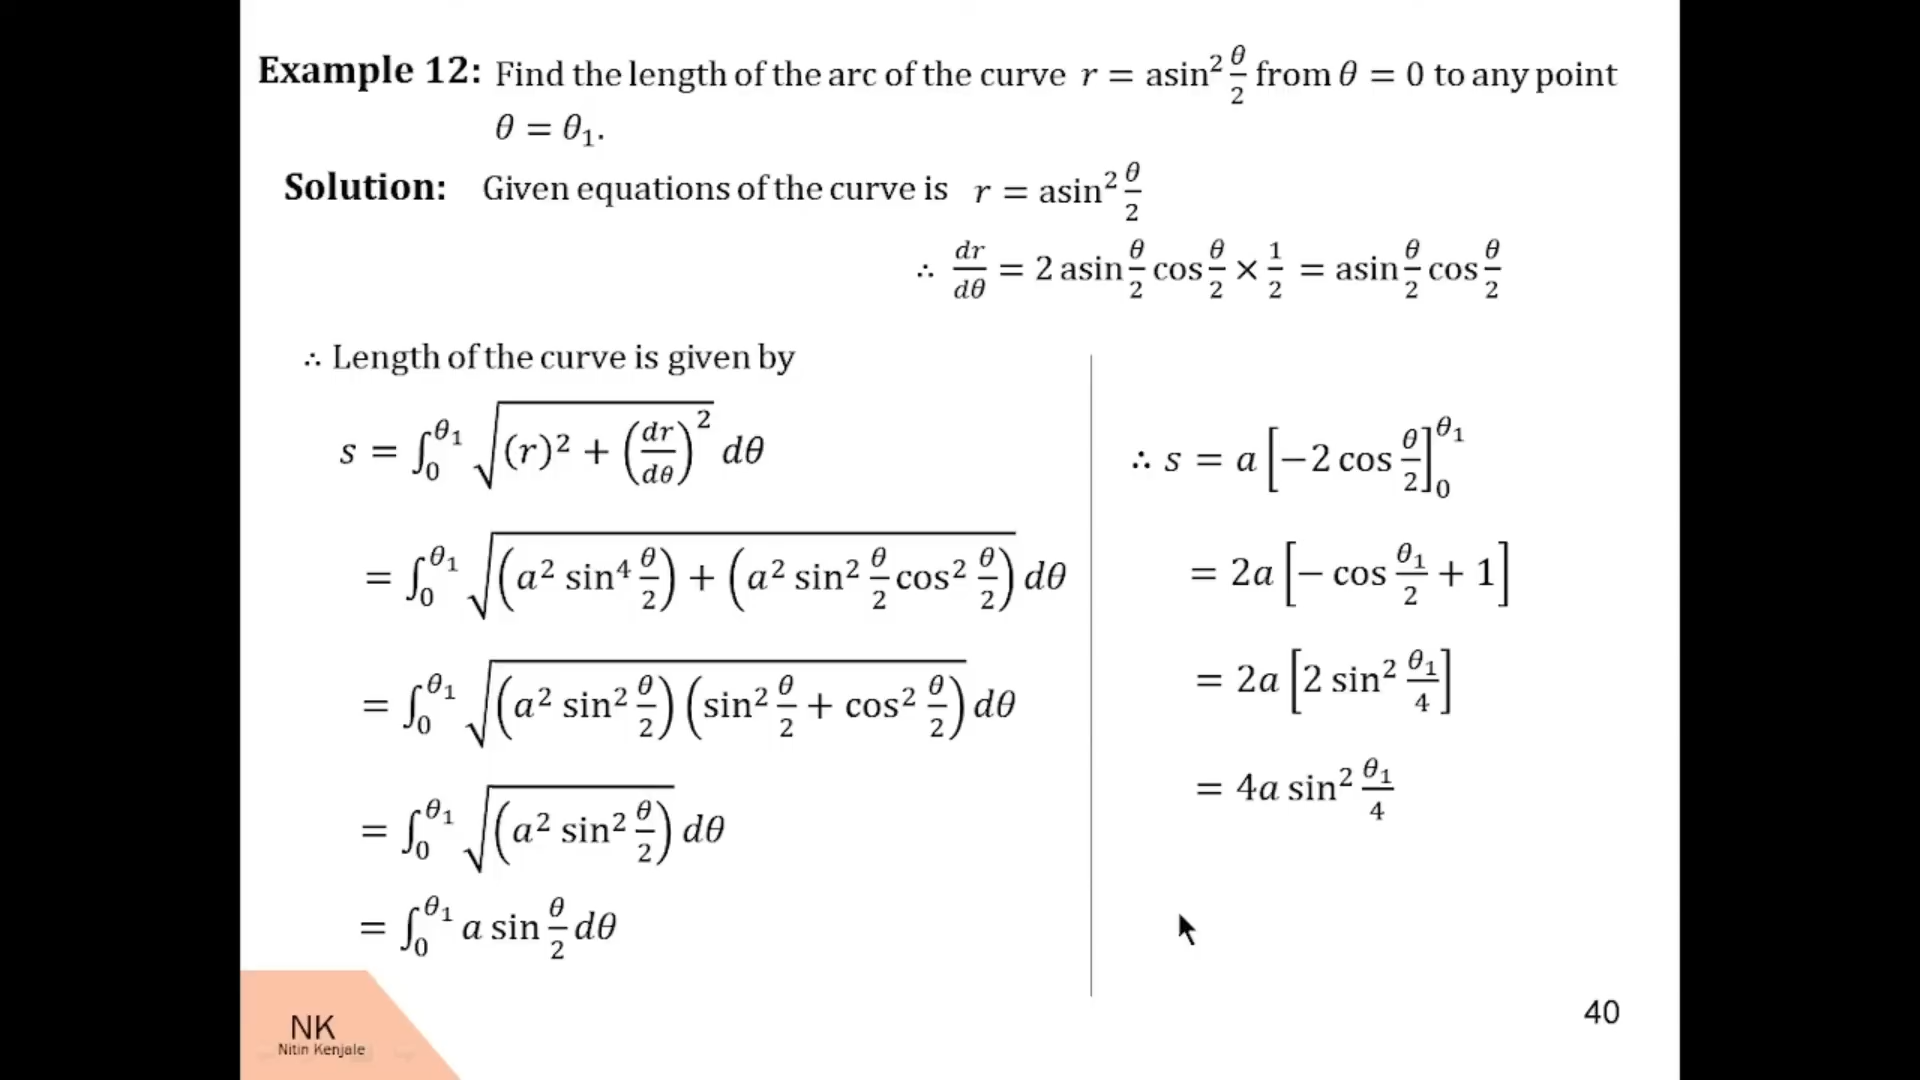 Example 12: Find the length of the arc of the curve r = asin² θ/2 from θ = 0 to any point
θ = θ₁.
Solution: Given equations of the curve is r = asin² θ/2
∴ dr/dθ = 2 asin θ/2 cos θ/2 × 1/2 = asin θ/2 cos θ/2
∴ Length of the curve is given by
s = ∫₀^θ₁ √((r)² + (dr/dθ)²) dθ
= ∫₀^θ₁ √((a² sin⁴ θ/2) + (a² sin² θ/2 cos² θ/2)) dθ
= ∫₀^θ₁ √((a² sin² θ/2)(sin² θ/2 + cos² θ/2)) dθ
= ∫₀^θ₁ √((a² sin² θ/2)) dθ
= ∫₀^θ₁ a sin θ/2 dθ
∴ s = a[−2 cos θ/2]₀^θ₁
= 2a[− cos θ₁/2 + 1]
= 2a[2 sin² θ₁/4]
= 4a sin² θ₁/4
NK
Nitin Kenjale
40